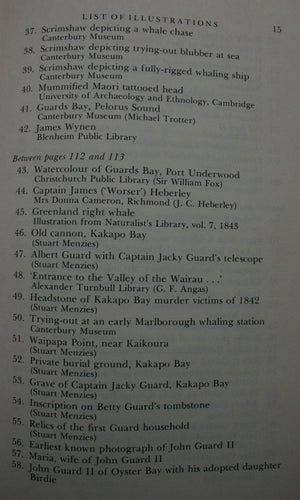 LIST OF ILLUSTRATIONS 15
37. Scrimshaw depicting a whale chase
Canterbury Museum
38. Scrimshaw depicting trying-out blubber at sea
Canterbury Museum
39. Scrimshaw depicting a fully-rigged whaling ship
Canterbury Museum
40. Mummified Maori tattooed head
University of Archaeology and Ethnology, Cambridge
41. Guards Bay, Pelorus Sound
Canterbury Museum (Michael Trotter)
42. James Wynen
Blenheim Public Library
Between pages 112 and 113
43. Watercolour of Guards Bay, Port Underwood
Christchurch Public Library (Sir William Fox)
44. Captain James ('Worser') Heberley
Mrs Donna Cameron, Richmond (J. C. Heberley)
45. Greenland right whale
Illustration from Naturalist's Library, vol. 7, 1843
46. Old cannon, Kakapo Bay
(Stuart Menzies)
47. Albert Guard with Captain Jacky Guard's telescope
(Stuart Menzies)
48. 'Entrance to the Valley of the Wairau . . .'
Alexander Turnbull Library (G. F. Angas)
49. Headstone of Kakapo Bay murder victims of 1842
(Stuart Menzies)
50. Trying-out at an early Marlborough whaling station
Canterbury Museum
51. Waipapa Point, near Kaikoura
(Stuart Menzies)
52. Private burial ground, Kakapo Bay
(Stuart Menzies)
53. Grave of Captain Jacky Guard, Kakapo Bay
(Stuart Menzies)
54. Inscription on Betty Guard's tombstone
(Stuart Menzies)
55. Relics of the first Guard household
(Stuart Menzies)
56. Earliest known photograph of John Guard II
57. Maria, wife of John Guard II
58. John Guard II of Oyster Bay with his adopted daughter
Birdie